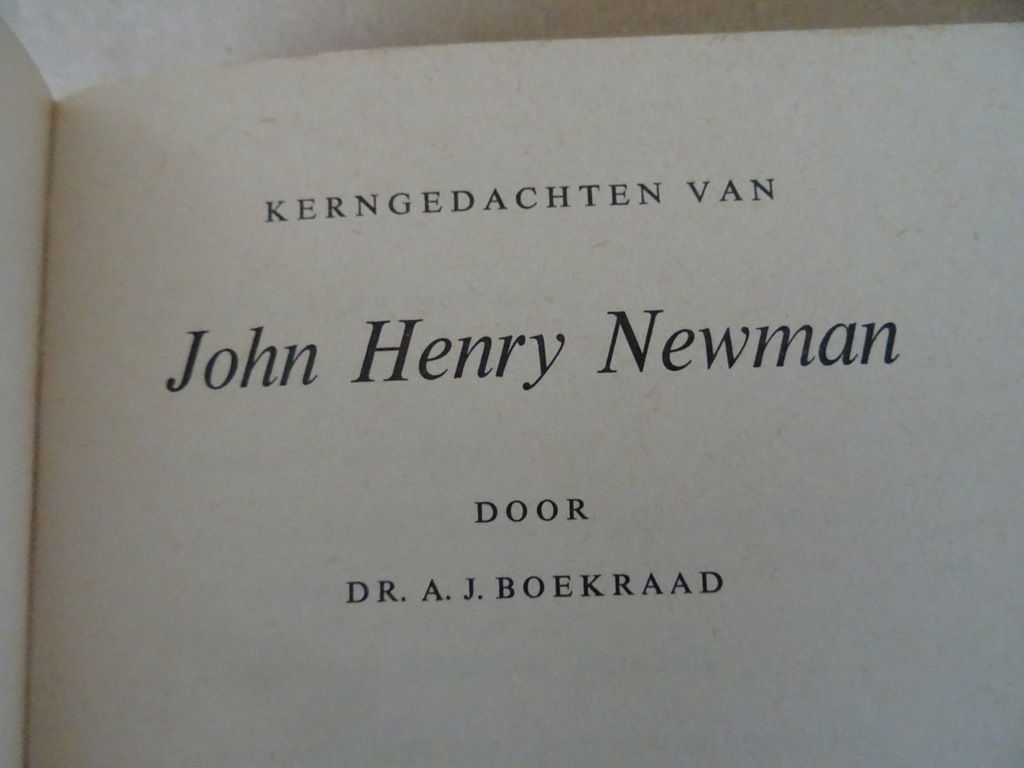 KERNGEDACHTEN VAN
John Henry Newman
DOOR
DR. A. J. BOEKRAAD